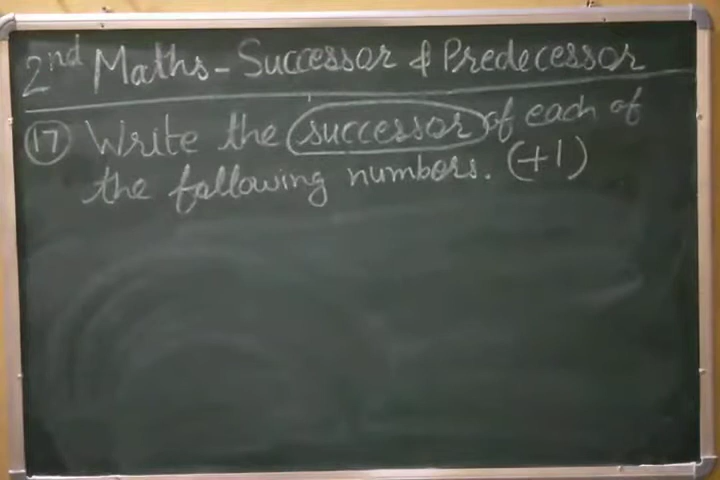 2nd Maths - Successor & Predecessor
17 Write the successor of each of
the following numbers. (+1)